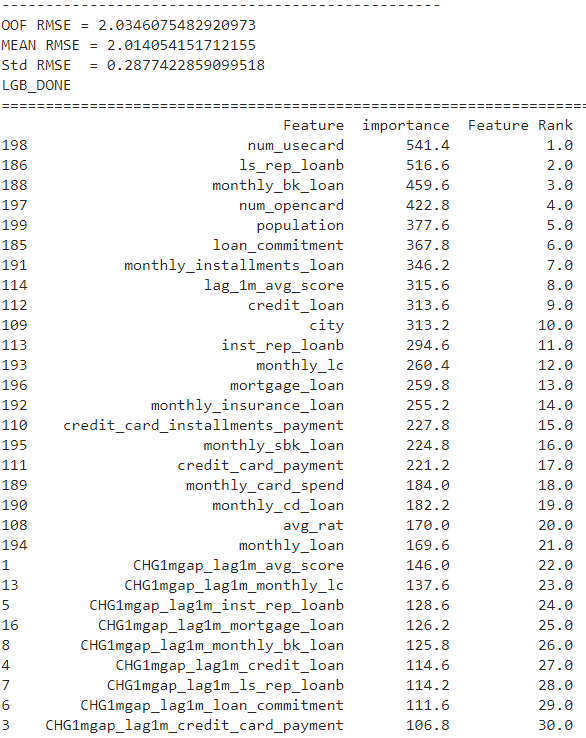 --------------------------------------------------
OOF RMSE = 2.0346075482920973
MEAN RMSE = 2.014054151712155
Std RMSE  = 0.2877422859099518
LGB_DONE
===================================================================
Feature  importance  Feature Rank
198 num_usecard 541.4 1.0
186 ls_rep_loanb 516.6 2.0
188 monthly_bk_loan 459.6 3.0
197 num_opencard 422.8 4.0
199 population 377.6 5.0
185 loan_commitment 367.8 6.0
191 monthly_installments_loan 346.2 7.0
114 lag_1m_avg_score 315.6 8.0
112 credit_loan 313.6 9.0
109 city 313.2 10.0
113 inst_rep_loanb 294.6 11.0
193 monthly_lc 260.4 12.0
196 mortgage_loan 259.8 13.0
192 monthly_insurance_loan 255.2 14.0
110 credit_card_installments_payment 227.8 15.0
195 monthly_sbk_loan 224.8 16.0
111 credit_card_payment 221.2 17.0
189 monthly_card_spend 184.0 18.0
190 monthly_cd_loan 182.2 19.0
108 avg_rat 170.0 20.0
194 monthly_loan 169.6 21.0
1 CHG1mgap_lag1m_avg_score 146.0 22.0
13 CHG1mgap_lag1m_monthly_lc 137.6 23.0
5 CHG1mgap_lag1m_inst_rep_loanb 128.6 24.0
16 CHG1mgap_lag1m_mortgage_loan 126.2 25.0
8 CHG1mgap_lag1m_monthly_bk_loan 125.8 26.0
4 CHG1mgap_lag1m_credit_loan 114.6 27.0
7 CHG1mgap_lag1m_ls_rep_loanb 114.2 28.0
6 CHG1mgap_lag1m_loan_commitment 111.6 29.0
3 CHG1mgap_lag1m_credit_card_payment 106.8 30.0